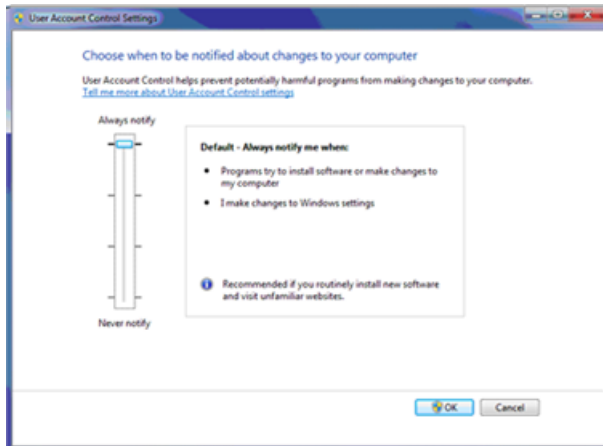 User Account Control Settings
Choose when to be notified about changes to your computer
User Account Control helps prevent potentially harmful programs from making changes to your computer.
Tell me more about User Account Control settings
Always notify
Default - Always notify me when:
• Programs try to install software or make changes to
my computer
• I make changes to Windows settings
Recommended if you routinely install new software
and visit unfamiliar websites.
Never notify
OK
Cancel